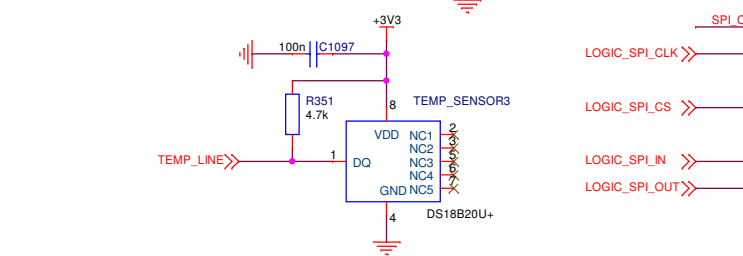 +3V3
SPI_C
100n C1097
LOGIC_SPI_CLK
R351
4.7k
8
TEMP_SENSOR3
LOGIC_SPI_CS
VDD
NC1 2
NC2 3
TEMP_LINE
1
DQ
NC3 5
NC4 6
GND NC5 7
LOGIC_SPI_IN
LOGIC_SPI_OUT
4
DS18B20U+